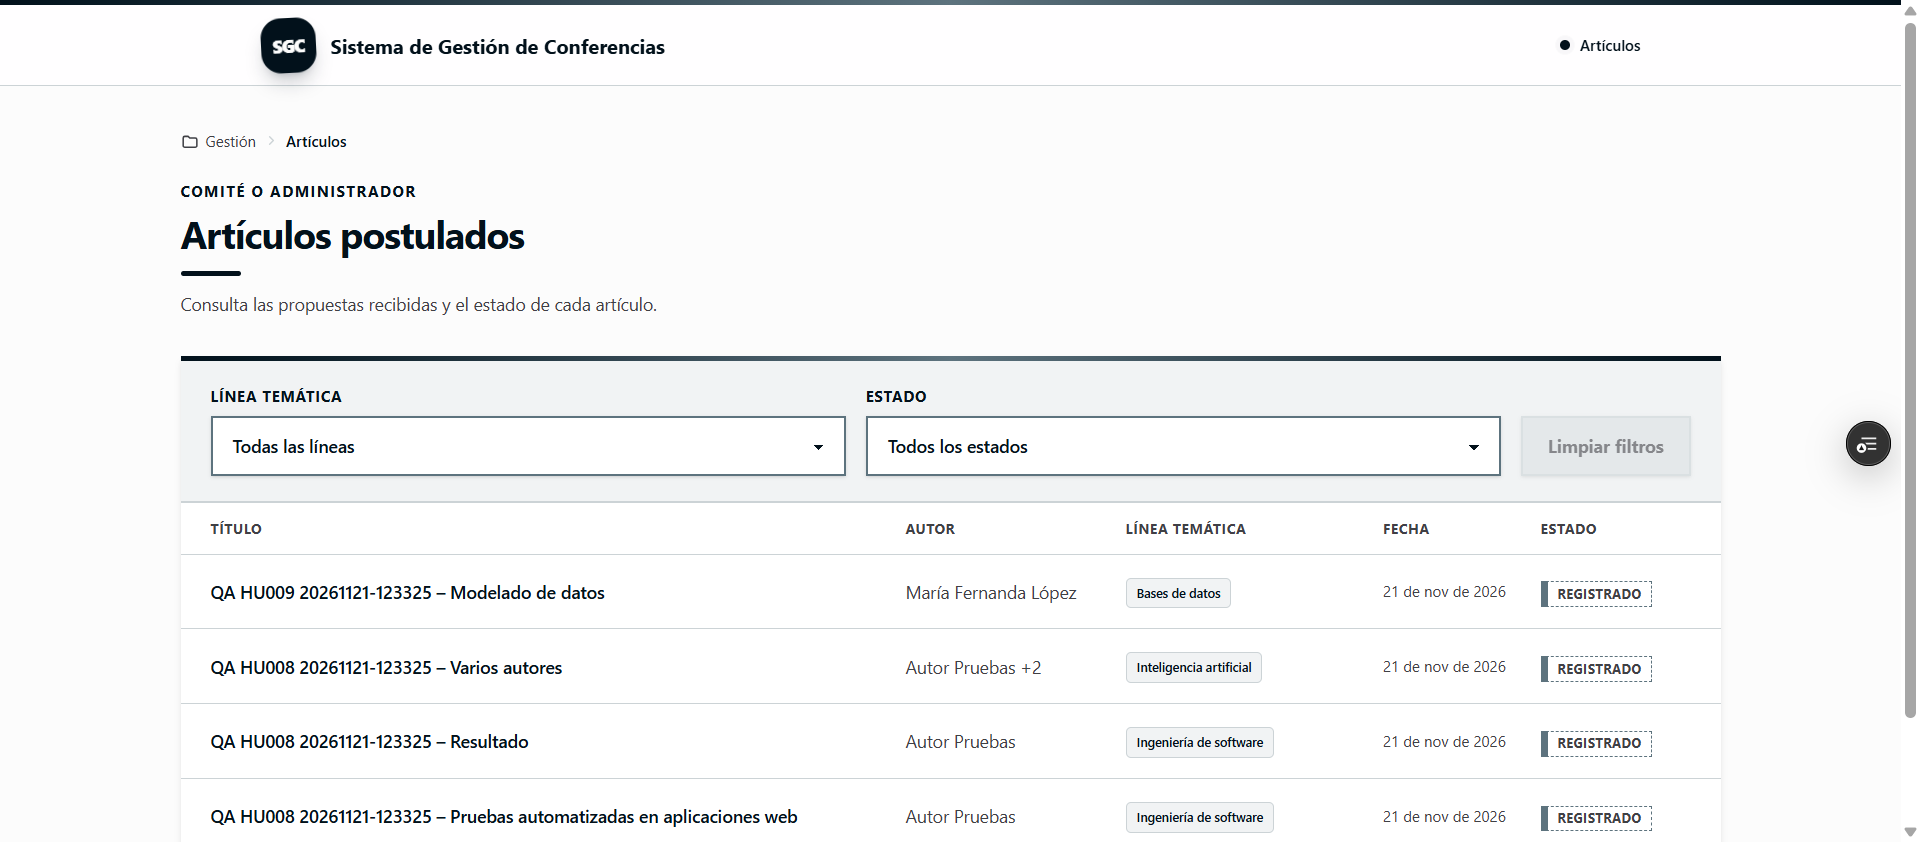 SGC Sistema de Gestión de Conferencias
Artículos
Gestión > Artículos
COMITÉ O ADMINISTRADOR
Artículos postulados
Consulta las propuestas recibidas y el estado de cada artículo.
LÍNEA TEMÁTICA ESTADO
Todas las líneas Todos los estados Limpiar filtros
TÍTULO AUTOR LÍNEA TEMÁTICA FECHA ESTADO
QA HU009 20261121-123325 – Modelado de datos María Fernanda López Bases de datos 21 de nov de 2026 REGISTRADO
QA HU008 20261121-123325 – Varios autores Autor Pruebas +2 Inteligencia artificial 21 de nov de 2026 REGISTRADO
QA HU008 20261121-123325 – Resultado Autor Pruebas Ingeniería de software 21 de nov de 2026 REGISTRADO
QA HU008 20261121-123325 – Pruebas automatizadas en aplicaciones web Autor Pruebas Ingeniería de software 21 de nov de 2026 REGISTRADO